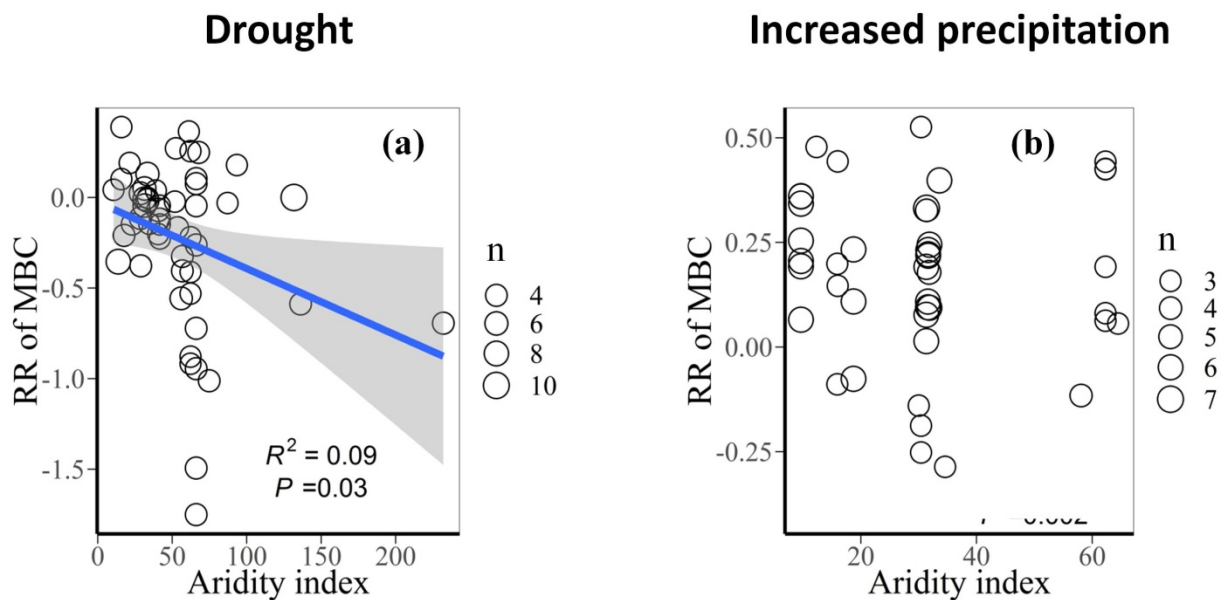 Drought
Increased precipitation
(a)
0.0
-0.5
-1.0
-1.5
RR of MBC
R² = 0.09
P =0.03
0 50 100 150 200
Aridity index
n
4
6
8
10
(b)
0.50
0.25
0.00
-0.25
RR of MBC
20 40 60
Aridity index
n
3
4
5
6
7